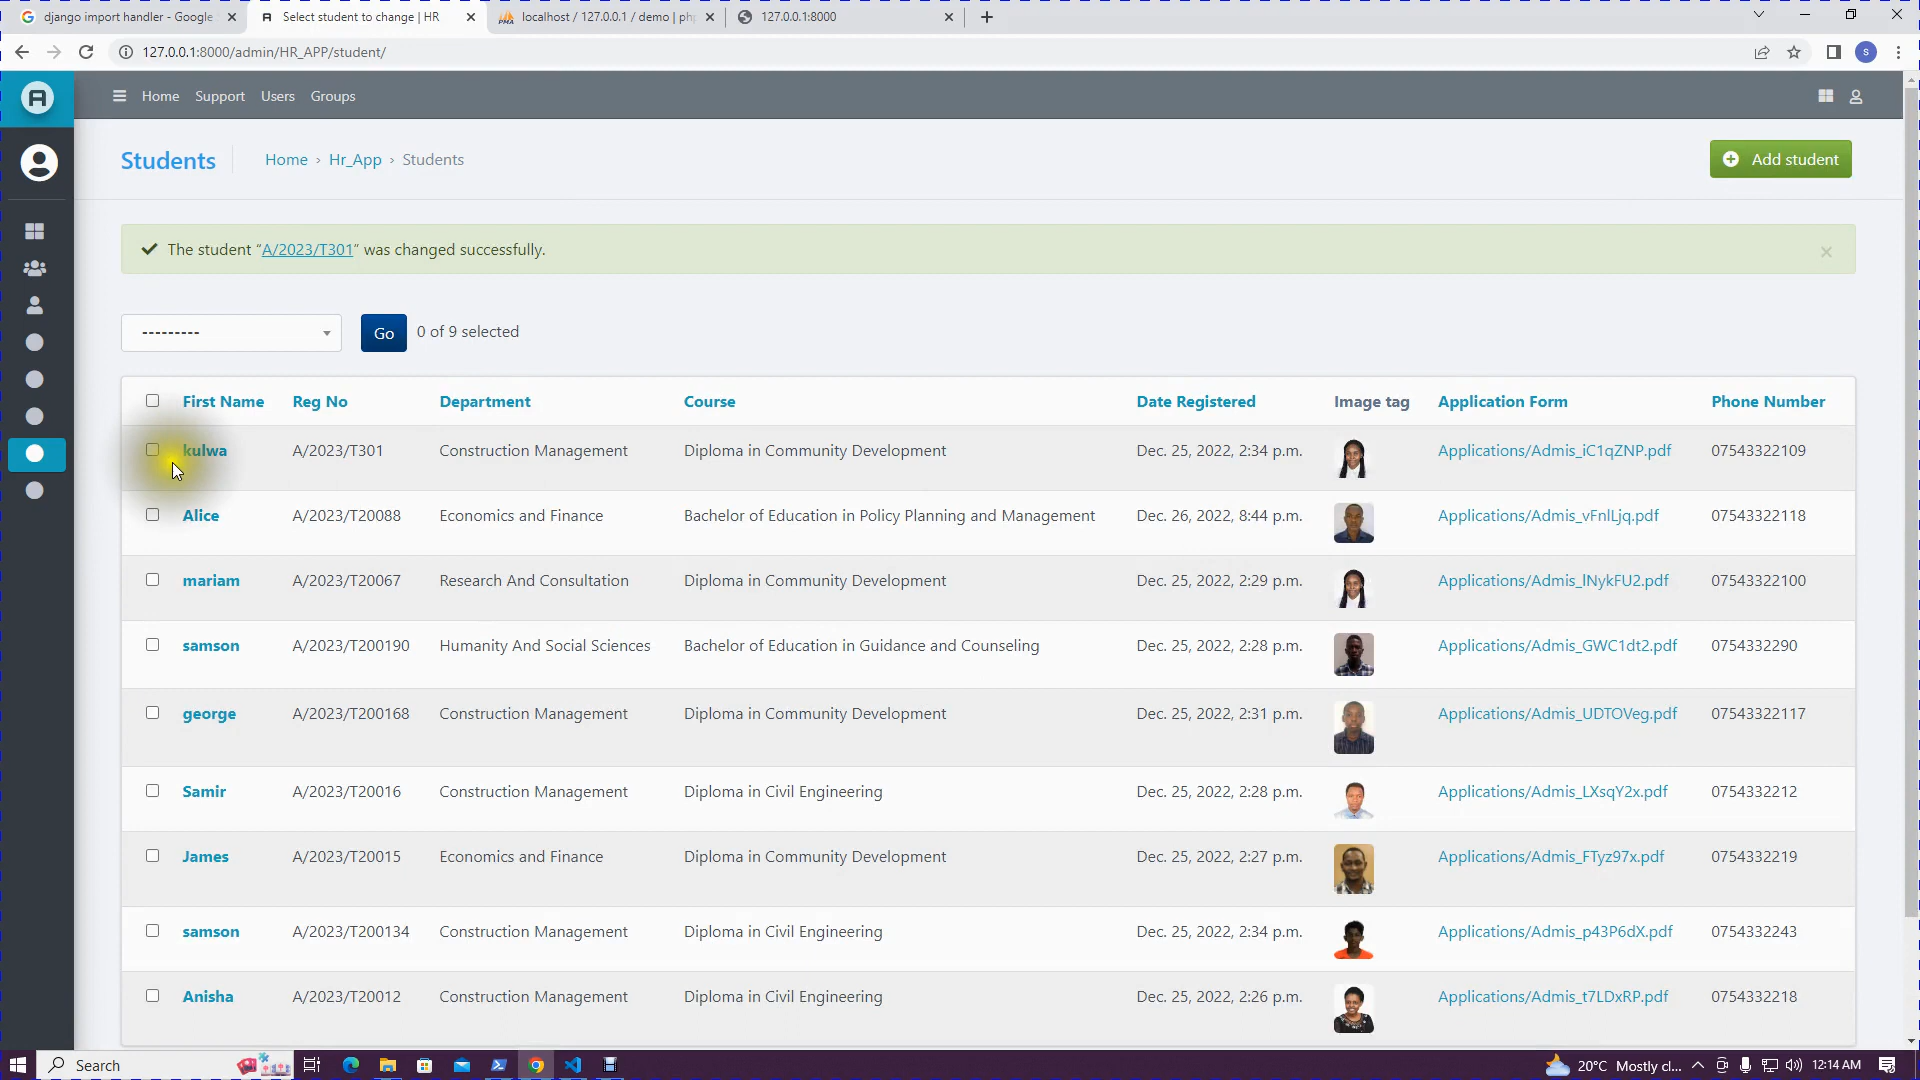 django import handler - Google
Select student to change | HR
localhost / 127.0.0.1 / demo | ph
127.0.0.1:8000
127.0.0.1:8000/admin/HR_APP/student/
S
Home Support Users Groups
Students
Home › Hr_App › Students
Add student
The student “A/2023/T301” was changed successfully.
---------
Go
0 of 9 selected
First Name Reg No Department Course Date Registered Image tag Application Form Phone Number
kulwa A/2023/T301 Construction Management Diploma in Community Development Dec. 25, 2022, 2:34 p.m. Applications/Admis_iC1qZNP.pdf 07543322109
Alice A/2023/T20088 Economics and Finance Bachelor of Education in Policy Planning and Management Dec. 26, 2022, 8:44 p.m. Applications/Admis_vFnlLjq.pdf 07543322118
mariam A/2023/T20067 Research And Consultation Diploma in Community Development Dec. 25, 2022, 2:29 p.m. Applications/Admis_lNykFU2.pdf 07543322100
samson A/2023/T200190 Humanity And Social Sciences Bachelor of Education in Guidance and Counseling Dec. 25, 2022, 2:28 p.m. Applications/Admis_GWC1dt2.pdf 0754332290
george A/2023/T200168 Construction Management Diploma in Community Development Dec. 25, 2022, 2:31 p.m. Applications/Admis_UDTOVeg.pdf 07543322117
Samir A/2023/T20016 Construction Management Diploma in Civil Engineering Dec. 25, 2022, 2:28 p.m. Applications/Admis_LXsqY2x.pdf 0754332212
James A/2023/T20015 Economics and Finance Diploma in Community Development Dec. 25, 2022, 2:27 p.m. Applications/Admis_FTyz97x.pdf 0754332219
samson A/2023/T200134 Construction Management Diploma in Civil Engineering Dec. 25, 2022, 2:34 p.m. Applications/Admis_p43P6dX.pdf 0754332243
Anisha A/2023/T20012 Construction Management Diploma in Civil Engineering Dec. 25, 2022, 2:26 p.m. Applications/Admis_t7LDxRP.pdf 0754332218
Search
20°C Mostly cl... 12:14 AM